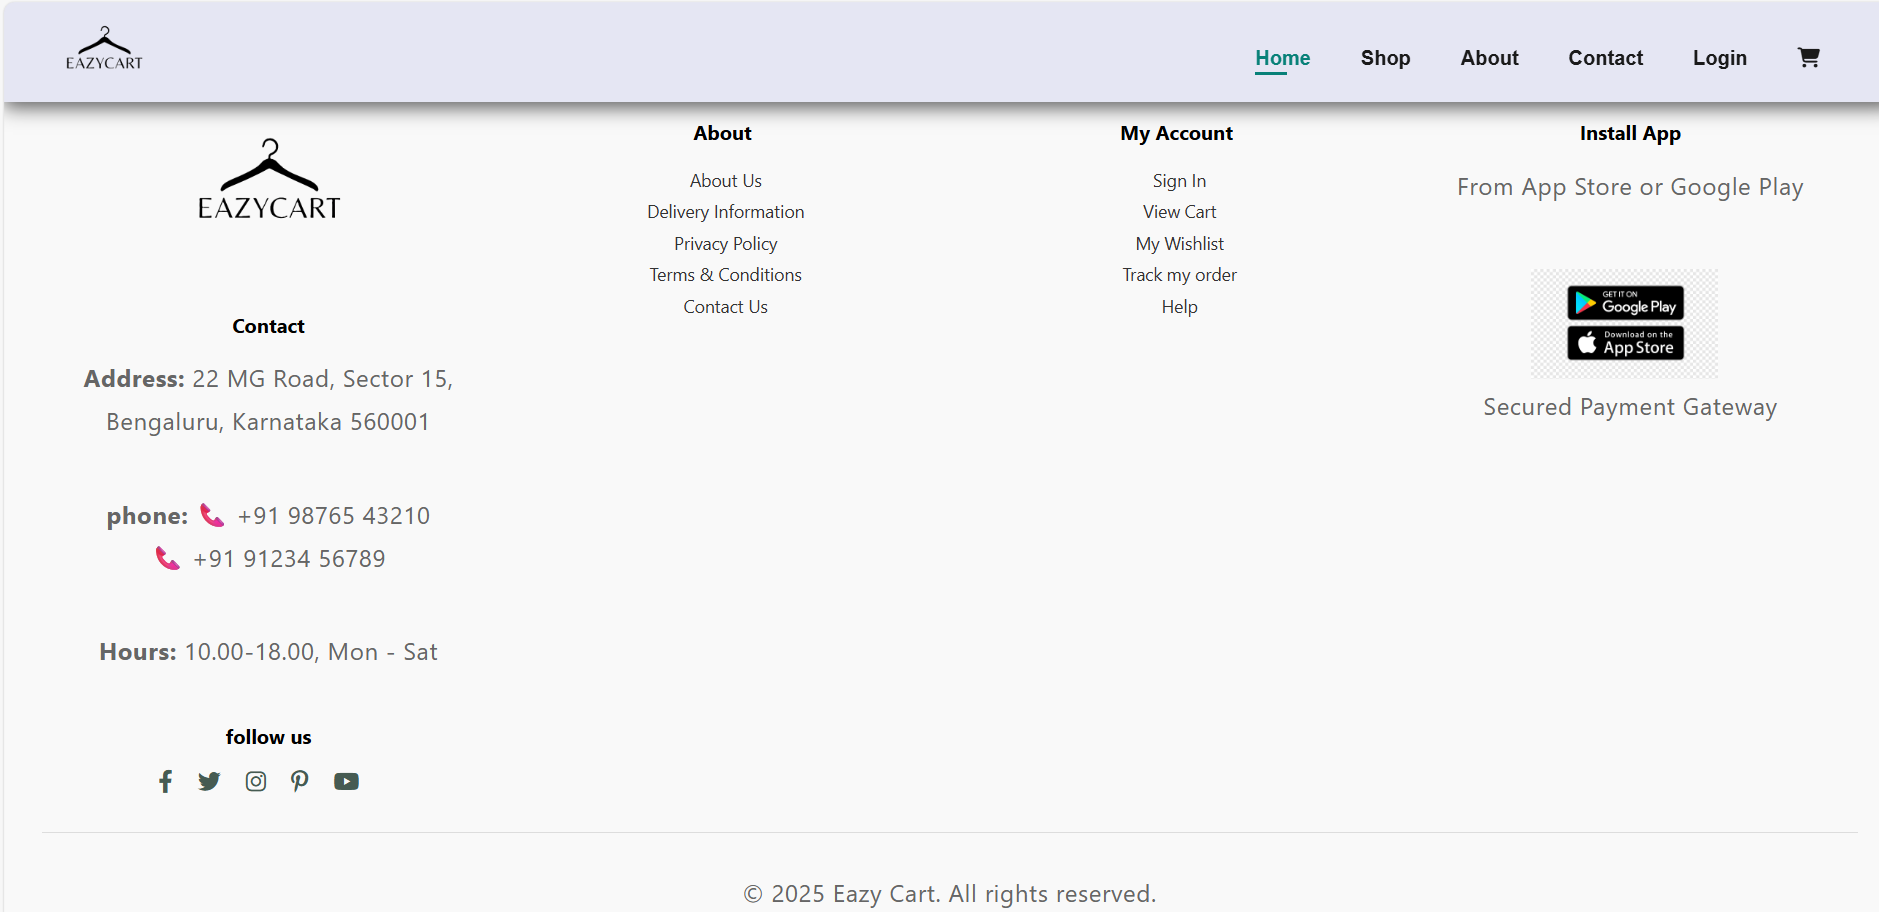 EAZYCART
Home
Shop
About
Contact
Login
EAZYCART
Contact
Address: 22 MG Road, Sector 15,
Bengaluru, Karnataka 560001
phone: 📞 +91 98765 43210
📞 +91 91234 56789
Hours: 10.00-18.00, Mon - Sat
follow us
About
About Us
Delivery Information
Privacy Policy
Terms & Conditions
Contact Us
My Account
Sign In
View Cart
My Wishlist
Track my order
Help
Install App
From App Store or Google Play
GET IT ON
Google Play
Download on the
App Store
Secured Payment Gateway
© 2025 Eazy Cart. All rights reserved.